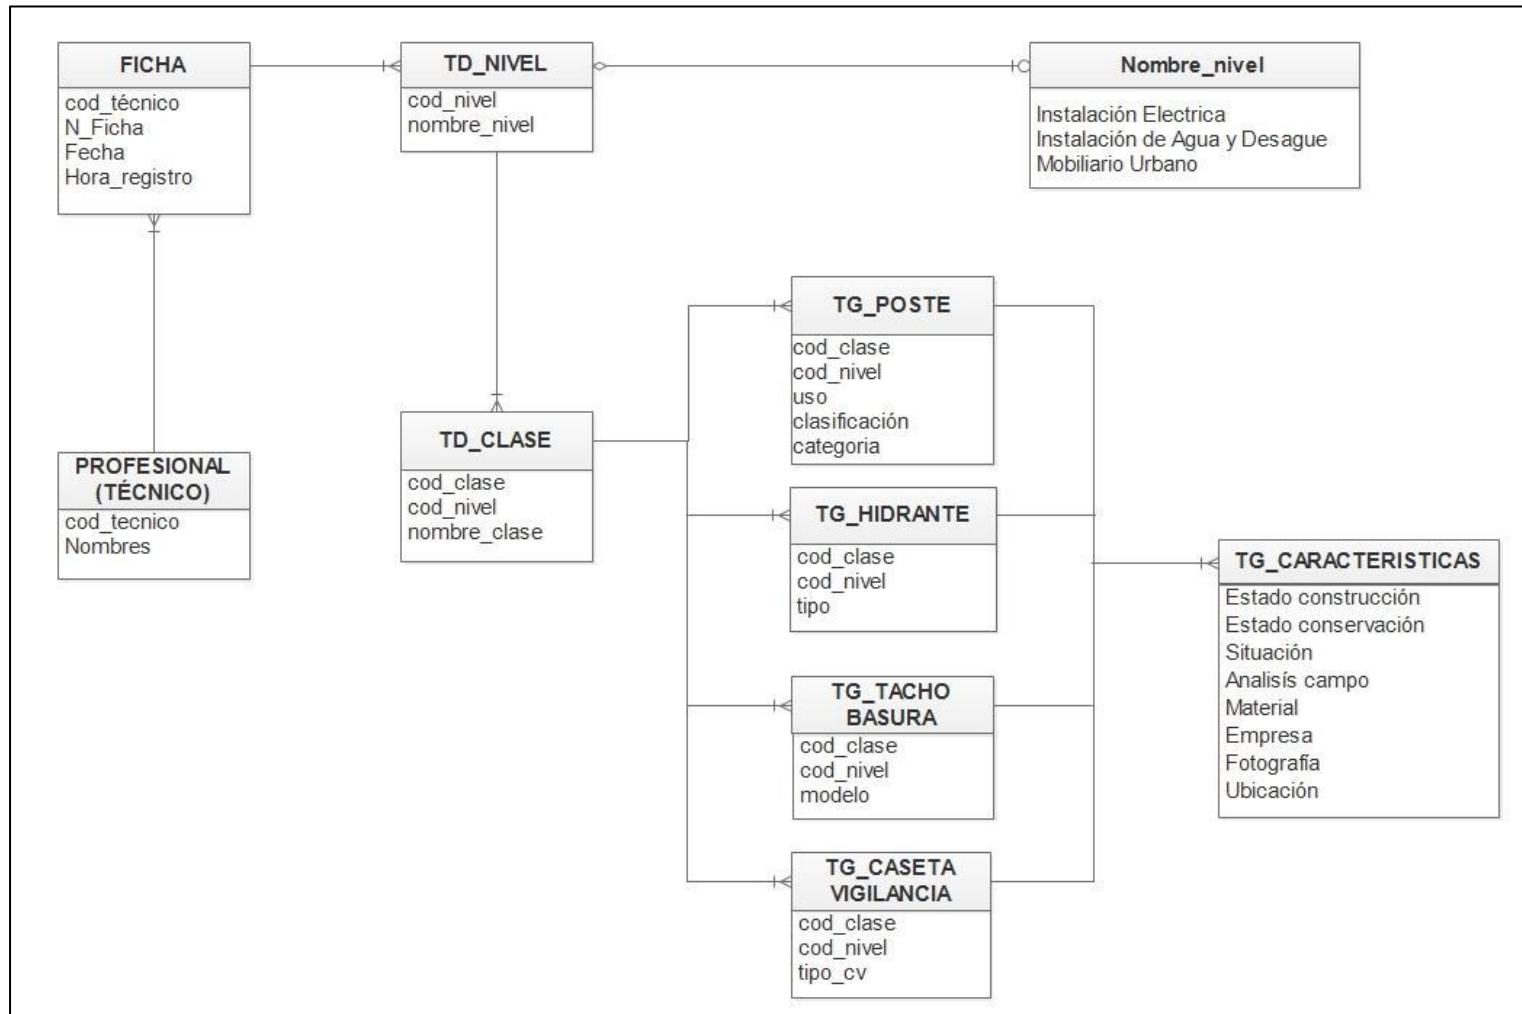 FICHA
cod_técnico
N_Ficha
Fecha
Hora_registro
TD_NIVEL
cod_nivel
nombre_nivel
Nombre_nivel
Instalación Electrica
Instalación de Agua y Desague
Mobiliario Urbano
PROFESIONAL
(TÉCNICO)
cod_tecnico
Nombres
TD_CLASE
cod_clase
cod_nivel
nombre_clase
TG_POSTE
cod_clase
cod_nivel
uso
clasificación
categoria
TG_HIDRANTE
cod_clase
cod_nivel
tipo
TG_TACHO
BASURA
cod_clase
cod_nivel
modelo
TG_CASETA
VIGILANCIA
cod_clase
cod_nivel
tipo_cv
TG_CARACTERISTICAS
Estado construcción
Estado conservación
Situación
Analisís campo
Material
Empresa
Fotografía
Ubicación